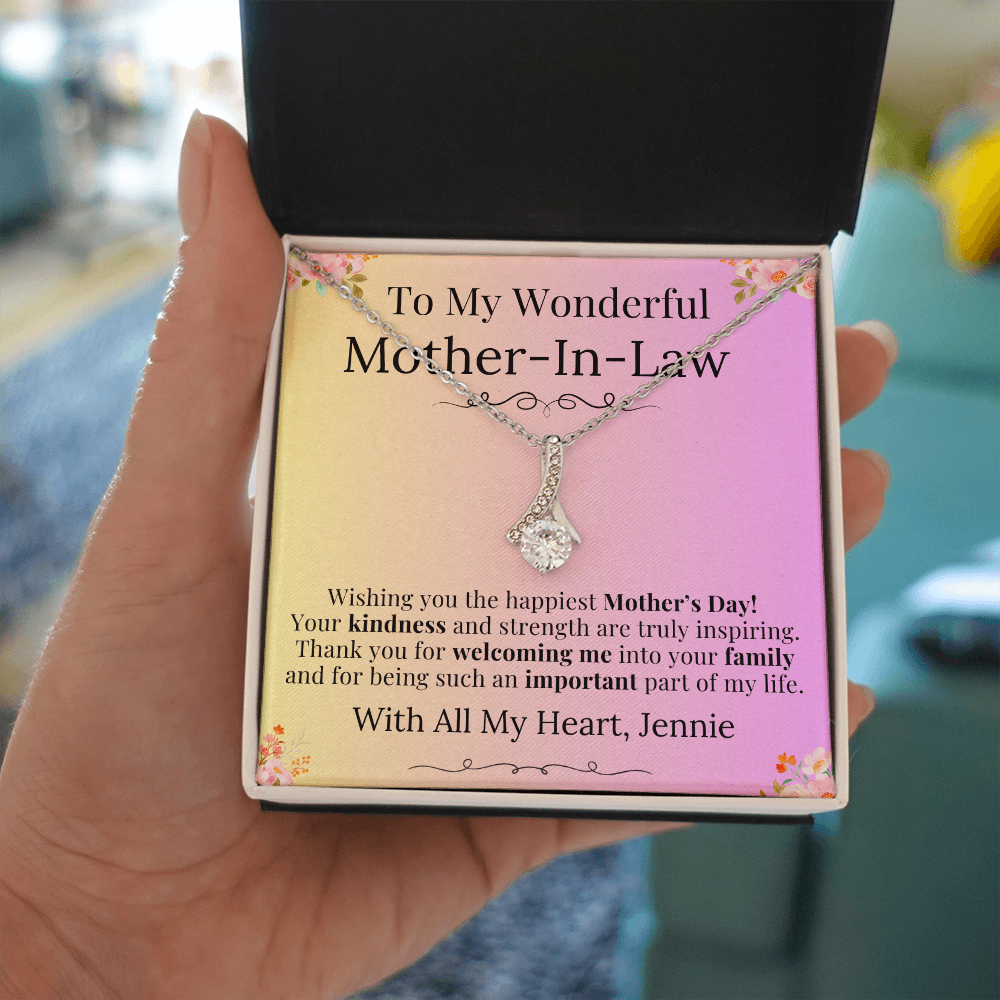 To My Wonderful
Mother-In-Law
Wishing you the happiest Mother's Day!
Your kindness and strength are truly inspiring.
Thank you for welcoming me into your family
and for being such an important part of my life.
With All My Heart, Jennie